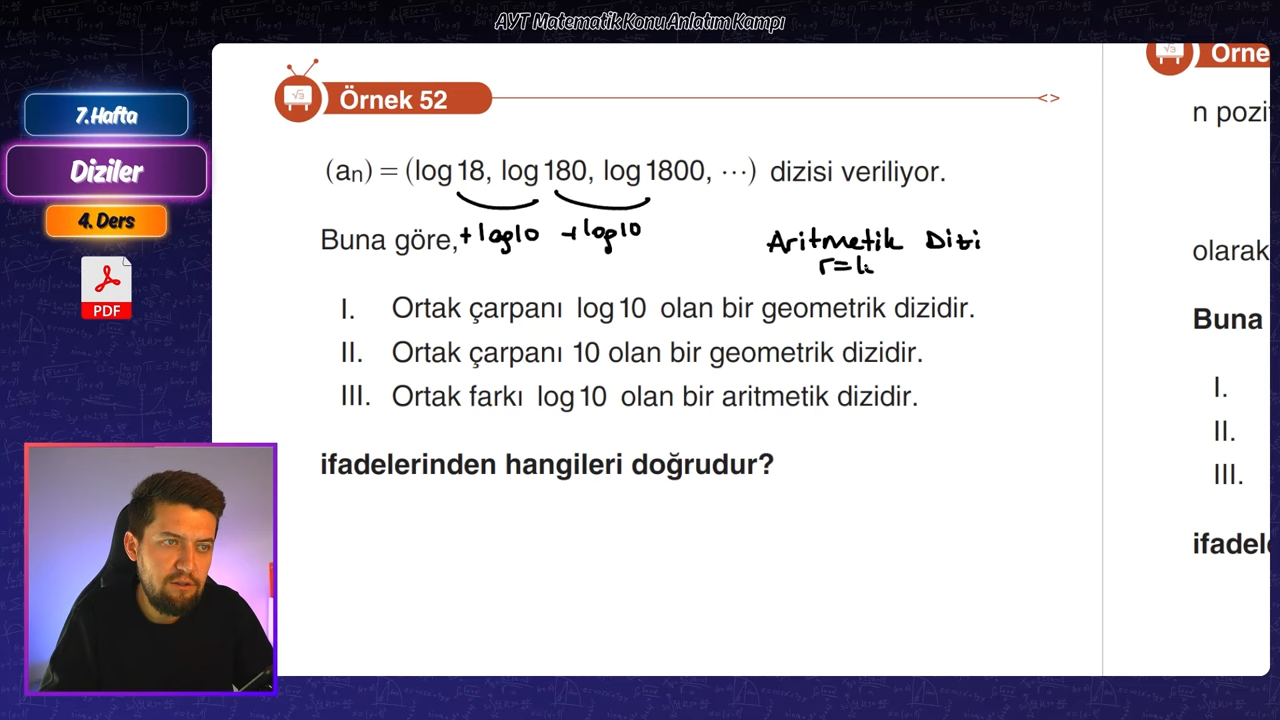 AYT Matematik Konu Anlatım Kampı
7.Hafta
Diziler
4. Ders
PDF
√3
Örnek 52
<>
(aₙ) = (log 18, log 180, log 1800, ···) dizisi veriliyor.
+log10 +log10
Buna göre,
Aritmetik Dizi
r=
I. Ortak çarpanı log 10 olan bir geometrik dizidir.
II. Ortak çarpanı 10 olan bir geometrik dizidir.
III. Ortak farkı log 10 olan bir aritmetik dizidir.
ifadelerinden hangileri doğrudur?
√3
Örne
n pozi
olarak
Buna
I.
II.
III.
ifadele